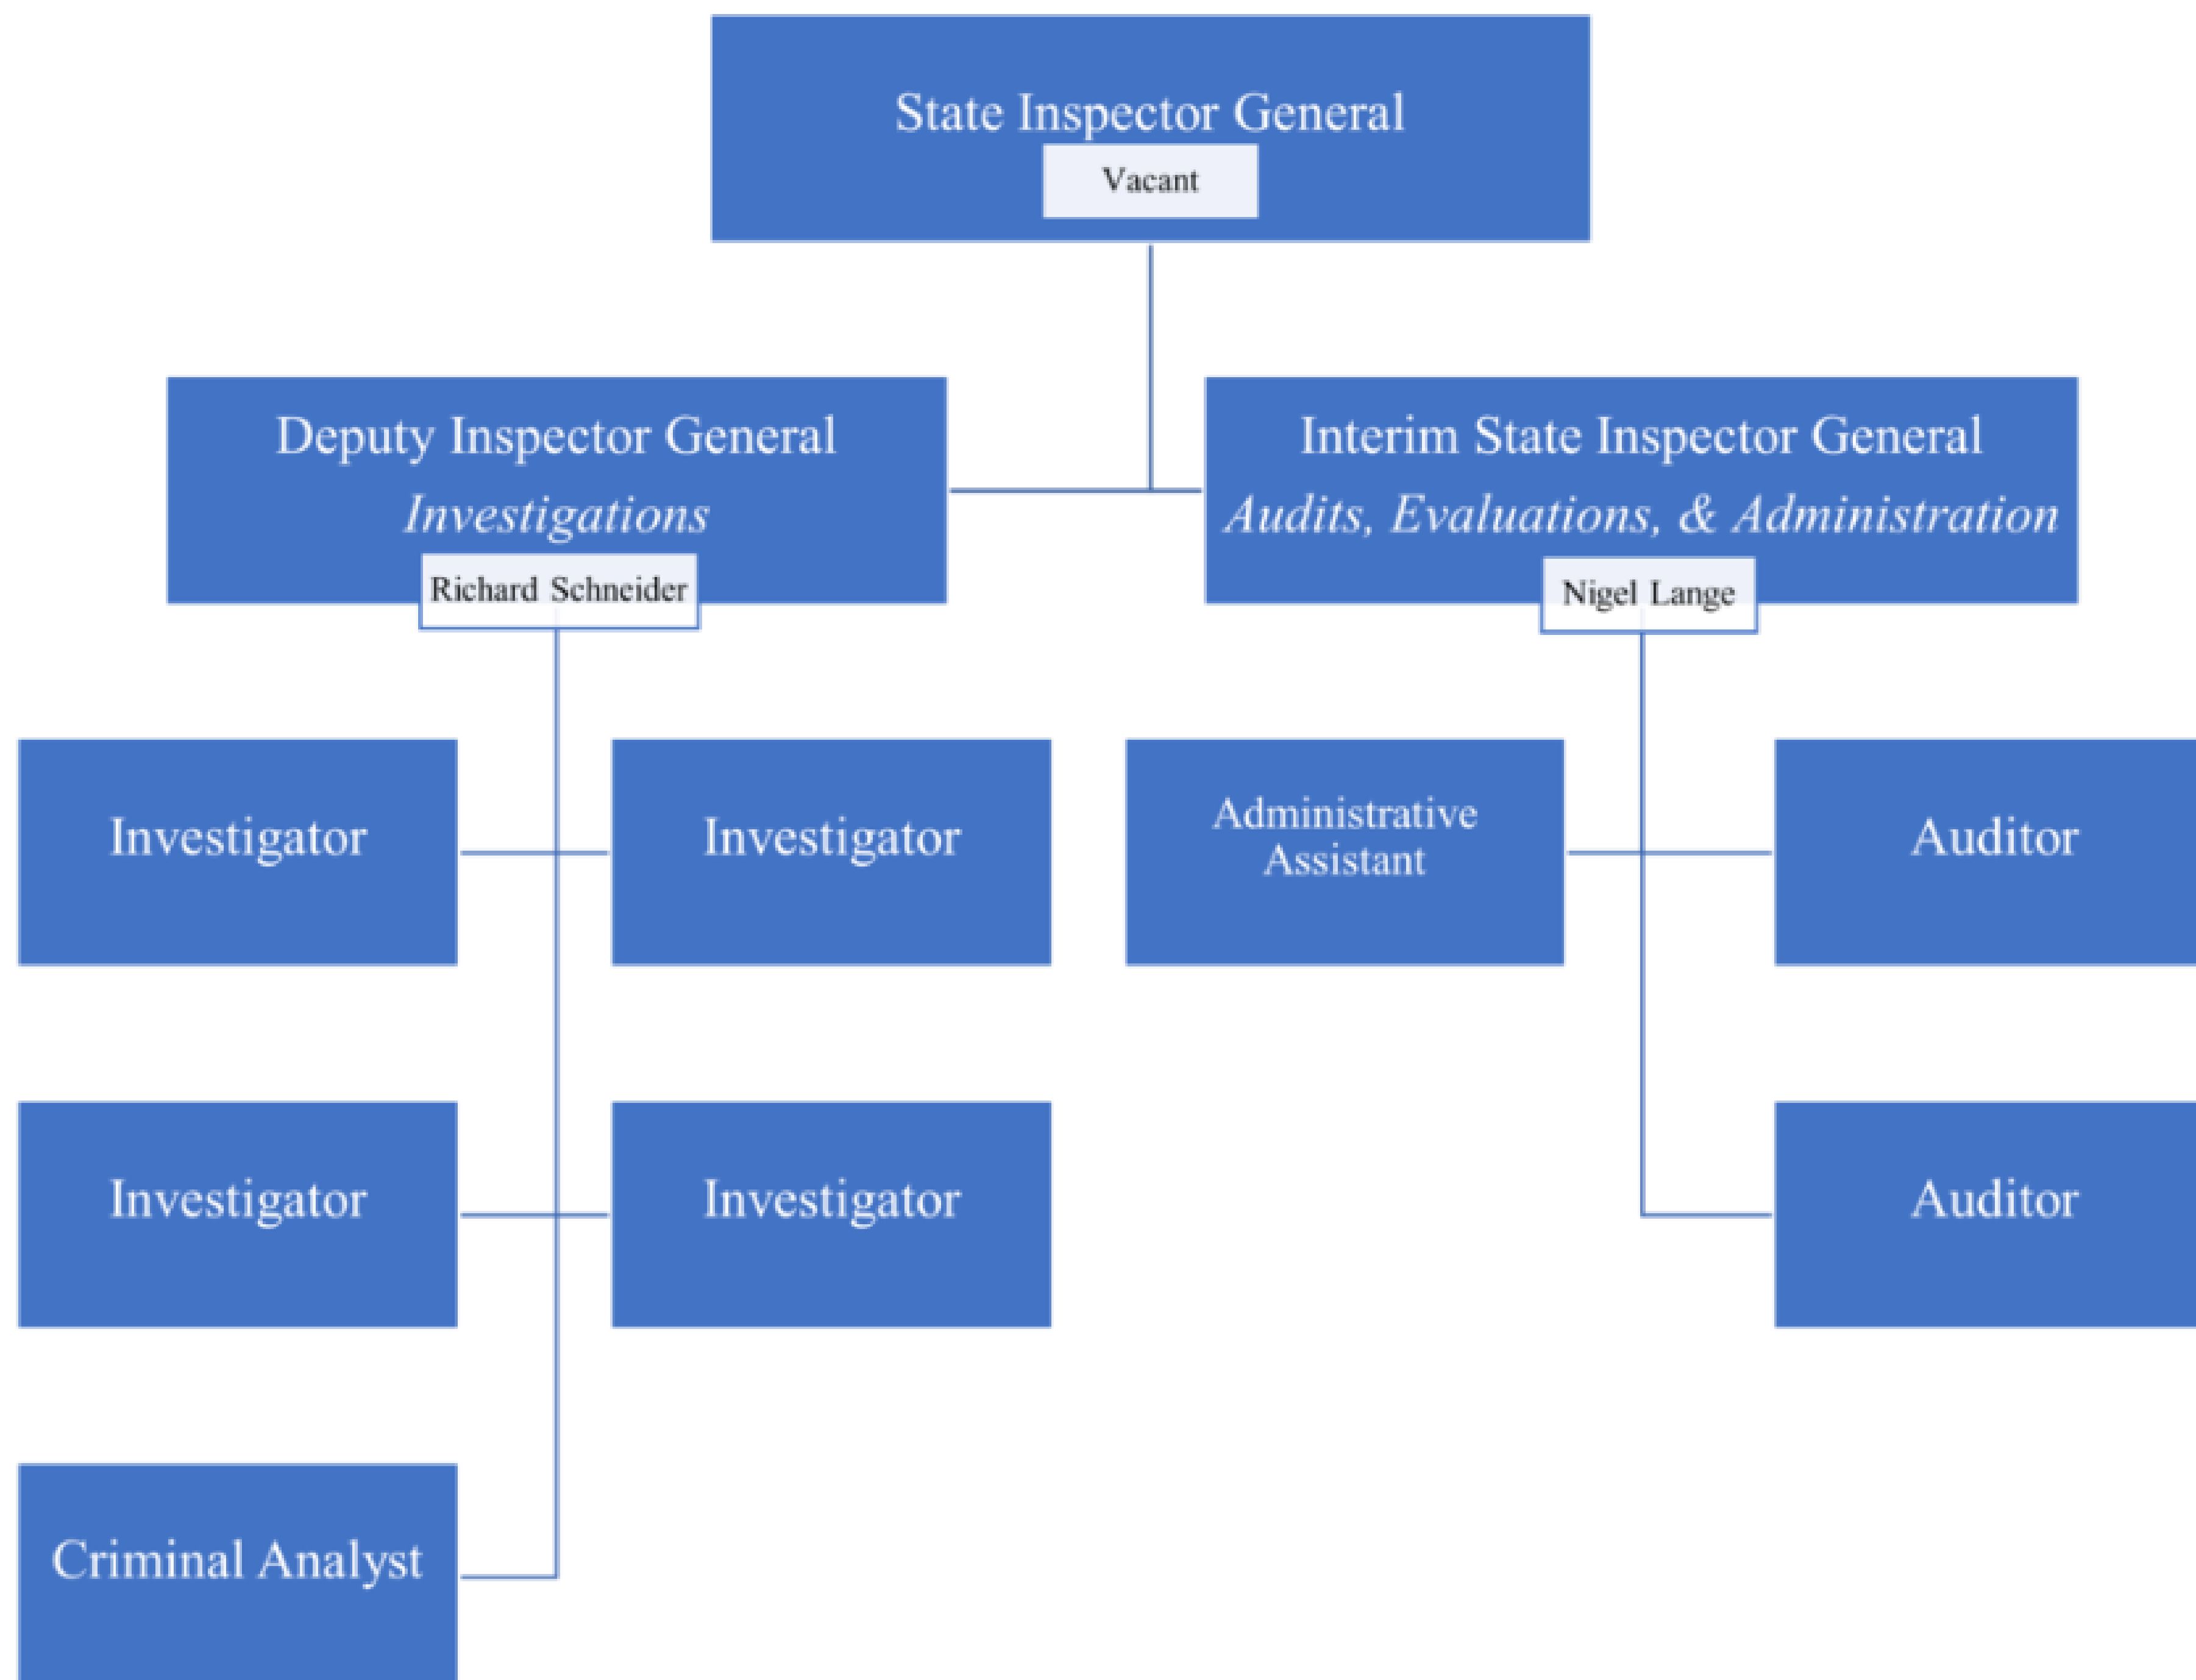 State Inspector General
Vacant
Deputy Inspector General
Investigations
Richard Schneider
Interim State Inspector General
Audits, Evaluations, & Administration
Nigel Lange
Investigator
Investigator
Administrative
Assistant
Auditor
Investigator
Investigator
Auditor
Criminal Analyst